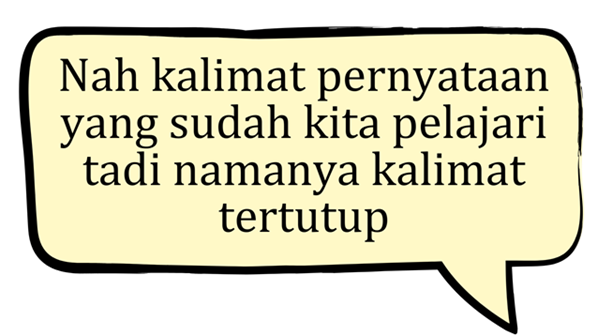 Nah kalimat pernyataan
yang sudah kita pelajari
tadi namanya kalimat
tertutup